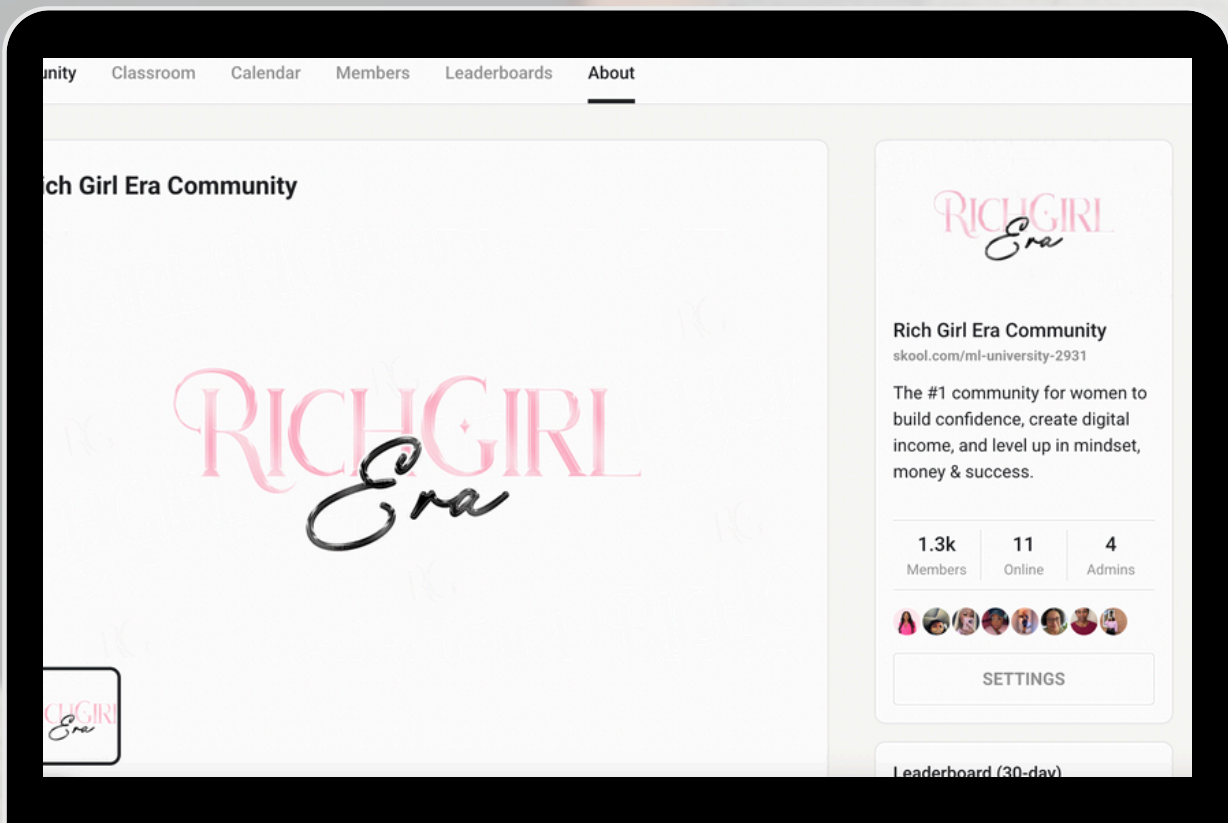 unity Classroom Calendar Members Leaderboards About
ich Girl Era Community
RICHGIRL
Era
CGIRL
Era
RICHGIRL
Era
Rich Girl Era Community
skool.com/ml-university-2931
The #1 community for women to
build confidence, create digital
income, and level up in mindset,
money & success.
1.3k 11 4
Members Online Admins
SETTINGS
Leaderboard (30-day)